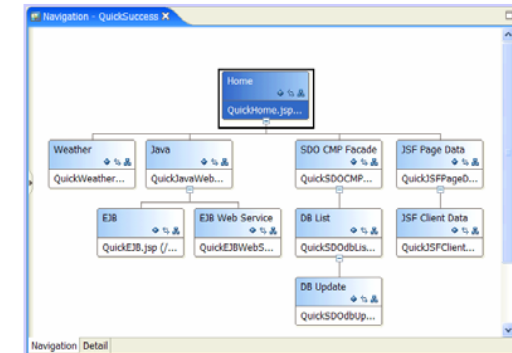 Navigation - QuickSuccess
Home
QuickHome.jsp...
Weather
QuickWeather...
Java
QuickJavaWeb...
SDO CMP Facade
QuickSDOCMP...
JSF Page Data
QuickJSFPageD...
EJB
QuickEJB.jsp (/...
EJB Web Service
QuickEJBWebS...
DB List
QuickSDOdbLis...
JSF Client Data
QuickJSFClient...
DB Update
QuickSDOdbUp...
Navigation Detail